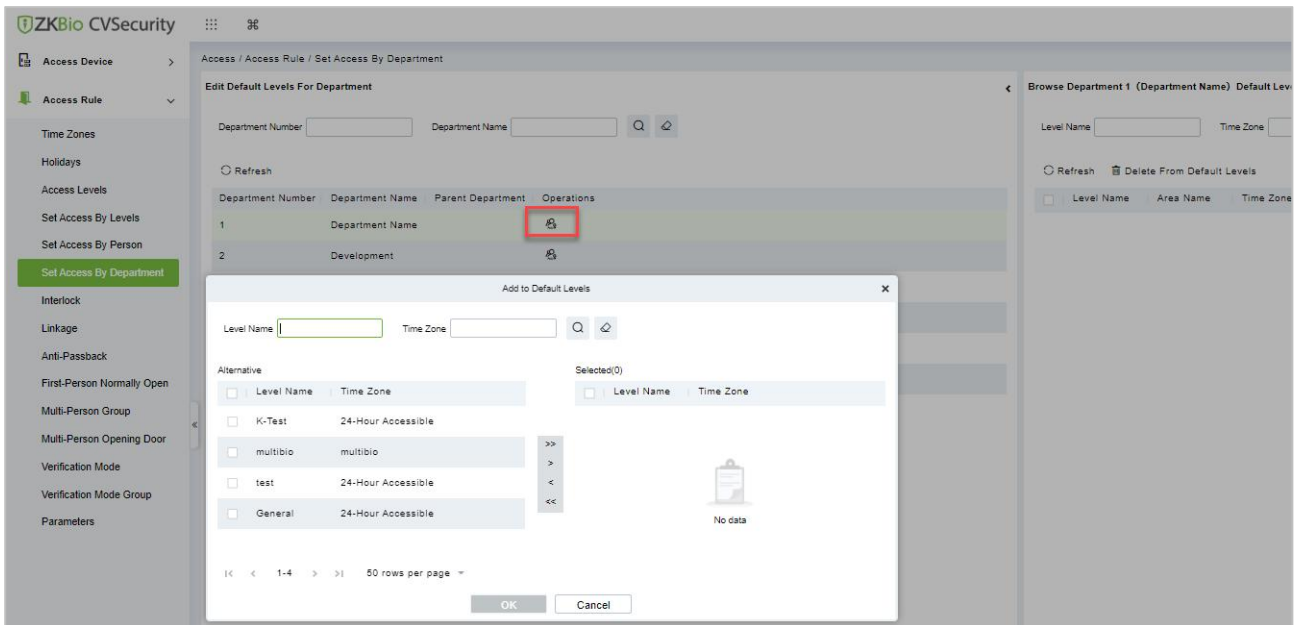 ZKBio CVSecurity
Access Device
Access Rule
Time Zones
Holidays
Access Levels
Set Access By Levels
Set Access By Person
Set Access By Department
Interlock
Linkage
Anti-Passback
First-Person Normally Open
Multi-Person Group
Multi-Person Opening Door
Verification Mode
Verification Mode Group
Parameters
Access / Access Rule / Set Access By Department
Edit Default Levels For Department
Department Number Department Name
Refresh
Department Number Department Name Parent Department Operations
1 Department Name
2 Development
Browse Department 1 (Department Name) Default Lev
Level Name Time Zone
Refresh Delete From Default Levels
Level Name Area Name Time Zone
Add to Default Levels
Level Name Time Zone
Alternative
Level Name Time Zone
K-Test 24-Hour Accessible
multibio multibio
test 24-Hour Accessible
General 24-Hour Accessible
>>
>
<
<<
Selected(0)
Level Name Time Zone
No data
|< < 1-4 > >| 50 rows per page
OK Cancel